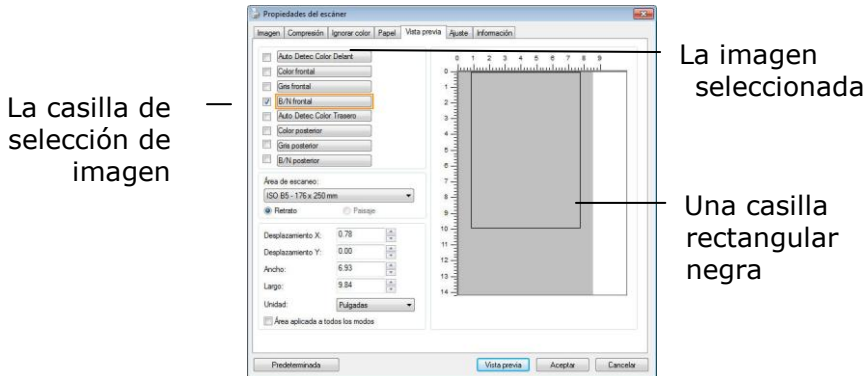 Propiedades del escáner
Imagen Compresión Ignorar color Papel Vista previa Ajuste Información
Auto Detec Color Delant
Color frontal
Gris frontal
B/N frontal
Auto Detec Color Trasero
Color posterior
Gris posterior
B/N posterior
Área de escaneo:
ISO B5 - 176 x 250 mm
Retrato Paisaje
Desplazamiento X: 0.78
Desplazamiento Y: 0.00
Ancho: 6.93
Largo: 9.84
Unidad: Pulgadas
Área aplicada a todos los modos
0 1 2 3 4 5 6 7 8 9
0
1
2
3
4
5
6
7
8
9
10
11
12
13
14
Predeterminada Vista previa Aceptar Cancelar
La casilla de
selección de
imagen
La imagen
seleccionada
Una casilla
rectangular
negra